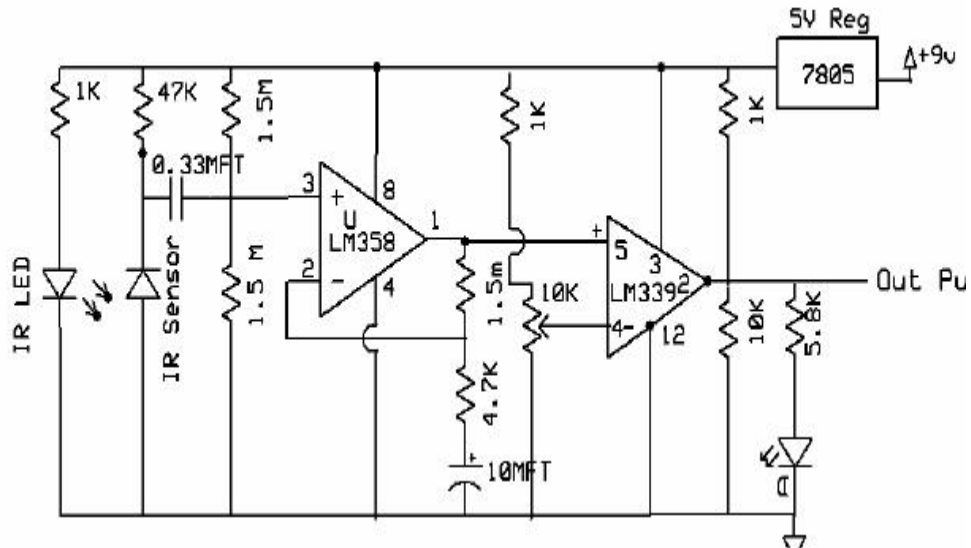 5V Reg
7805
+9v
1K
47K
1.5M
1K
1K
0.33MFT
3
+
8
U
LM358
1
2
-
4
+
5
3
LM339
2
4-
12
Out Pu
IR LED
IR Sensor
1.5 M
1.5m
10K
10K
5.8K
4.7K
+
10MFT